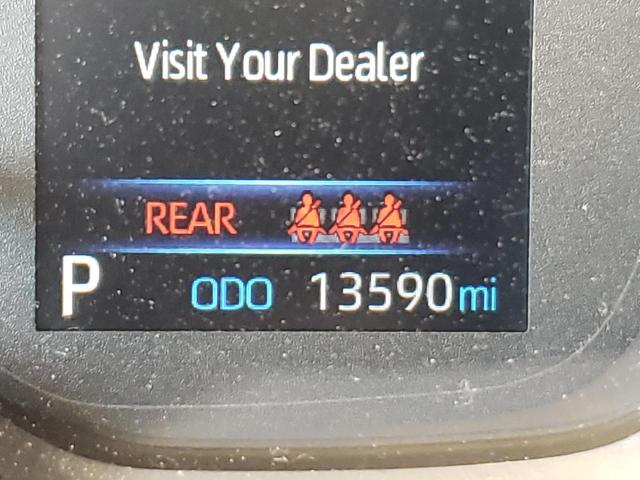 Visit Your Dealer
REAR
P ODO 13590 mi